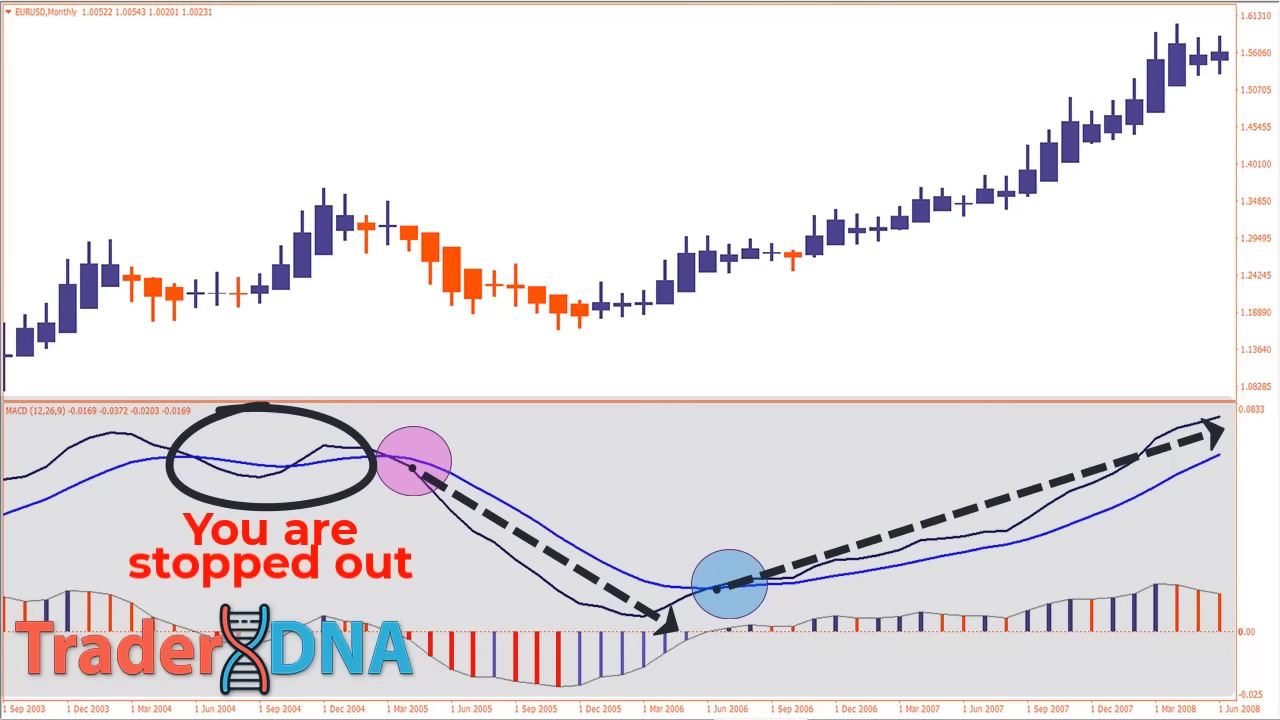 EURUSD,Monthly 1.00522 1.00543 1.00201 1.00231
1.61310
1.56060
1.50705
1.45455
1.40100
1.34850
1.29495
1.24245
1.18890
1.13640
1.08285
MACD (12,26,9) -0.0169 -0.0372 -0.0203 -0.0169
0.0833
You are
stopped out
Trader DNA
0.00
-0.025
1 Sep 2003 1 Dec 2003 1 Mar 2004 1 Jun 2004 1 Sep 2004 1 Dec 2004 1 Mar 2005 1 Jun 2005 1 Sep 2005 1 Dec 2005 1 Mar 2006 1 Jun 2006 1 Sep 2006 1 Dec 2006 1 Mar 2007 1 Jun 2007 1 Sep 2007 1 Dec 2007 1 Mar 2008 1 Jun 2008